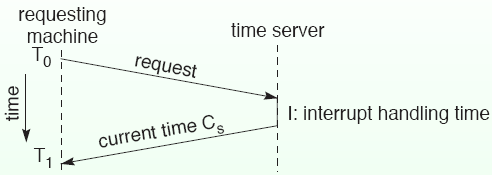 requesting
machine
time server
T₀
request
time
I: interrupt handling time
current time Cₛ
T₁